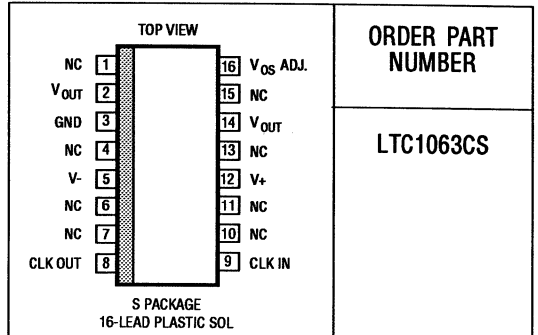 TOP VIEW
NC 1
VOUT 2
GND 3
NC 4
V- 5
NC 6
NC 7
CLK OUT 8
16 VOS ADJ.
15 NC
14 VOUT
13 NC
12 V+
11 NC
10 NC
9 CLK IN
S PACKAGE
16-LEAD PLASTIC SOL
ORDER PART
NUMBER
LTC1063CS